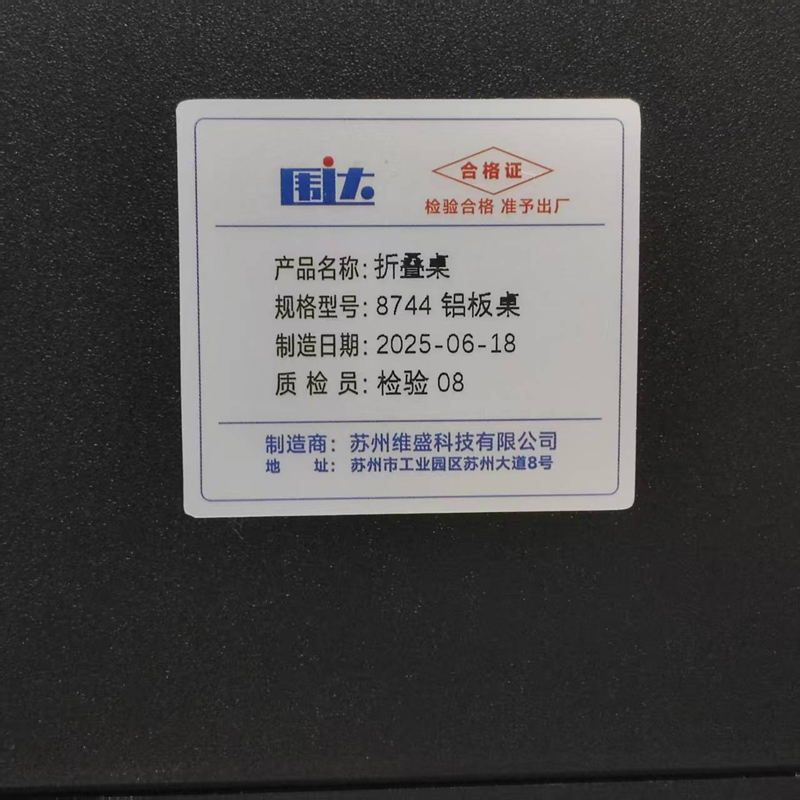 围达
合格证
检验合格 准予出厂
产品名称: 折叠桌
规格型号: 8744 铝板桌
制造日期: 2025-06-18
质 检 员: 检验 08
制造商: 苏州维盛科技有限公司
地 址: 苏州市工业园区苏州大道8号